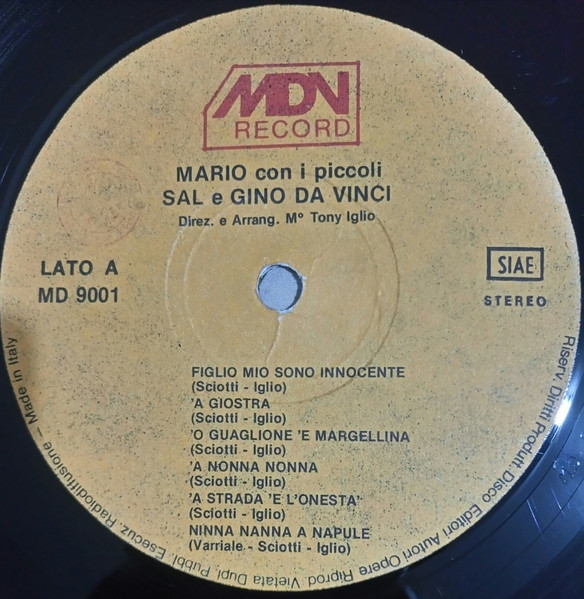 MDN
RECORD
MARIO con i piccoli
SAL e GINO DA VINCI
Direz. e Arrang. Mº Tony Iglio
LATO A
MD 9001
SIAE
STEREO
FIGLIO MIO SONO INNOCENTE
(Sciotti - Iglio)
'A GIOSTRA
(Sciotti - Iglio)
'O GUAGLIONE 'E MARGELLINA
(Sciotti - Iglio)
'A NONNA NONNA
(Sciotti - Iglio)
'A STRADA 'E L'ONESTA'
(Sciotti - Iglio)
NINNA NANNA A NAPULE
(Varriale - Sciotti - Iglio)
Riserv. Diritti Produtt. Disco Editori Autori Opere Riprod. Vietata Dupl. Pubbl. Esecuz. Radiodifusione - Made in Italy